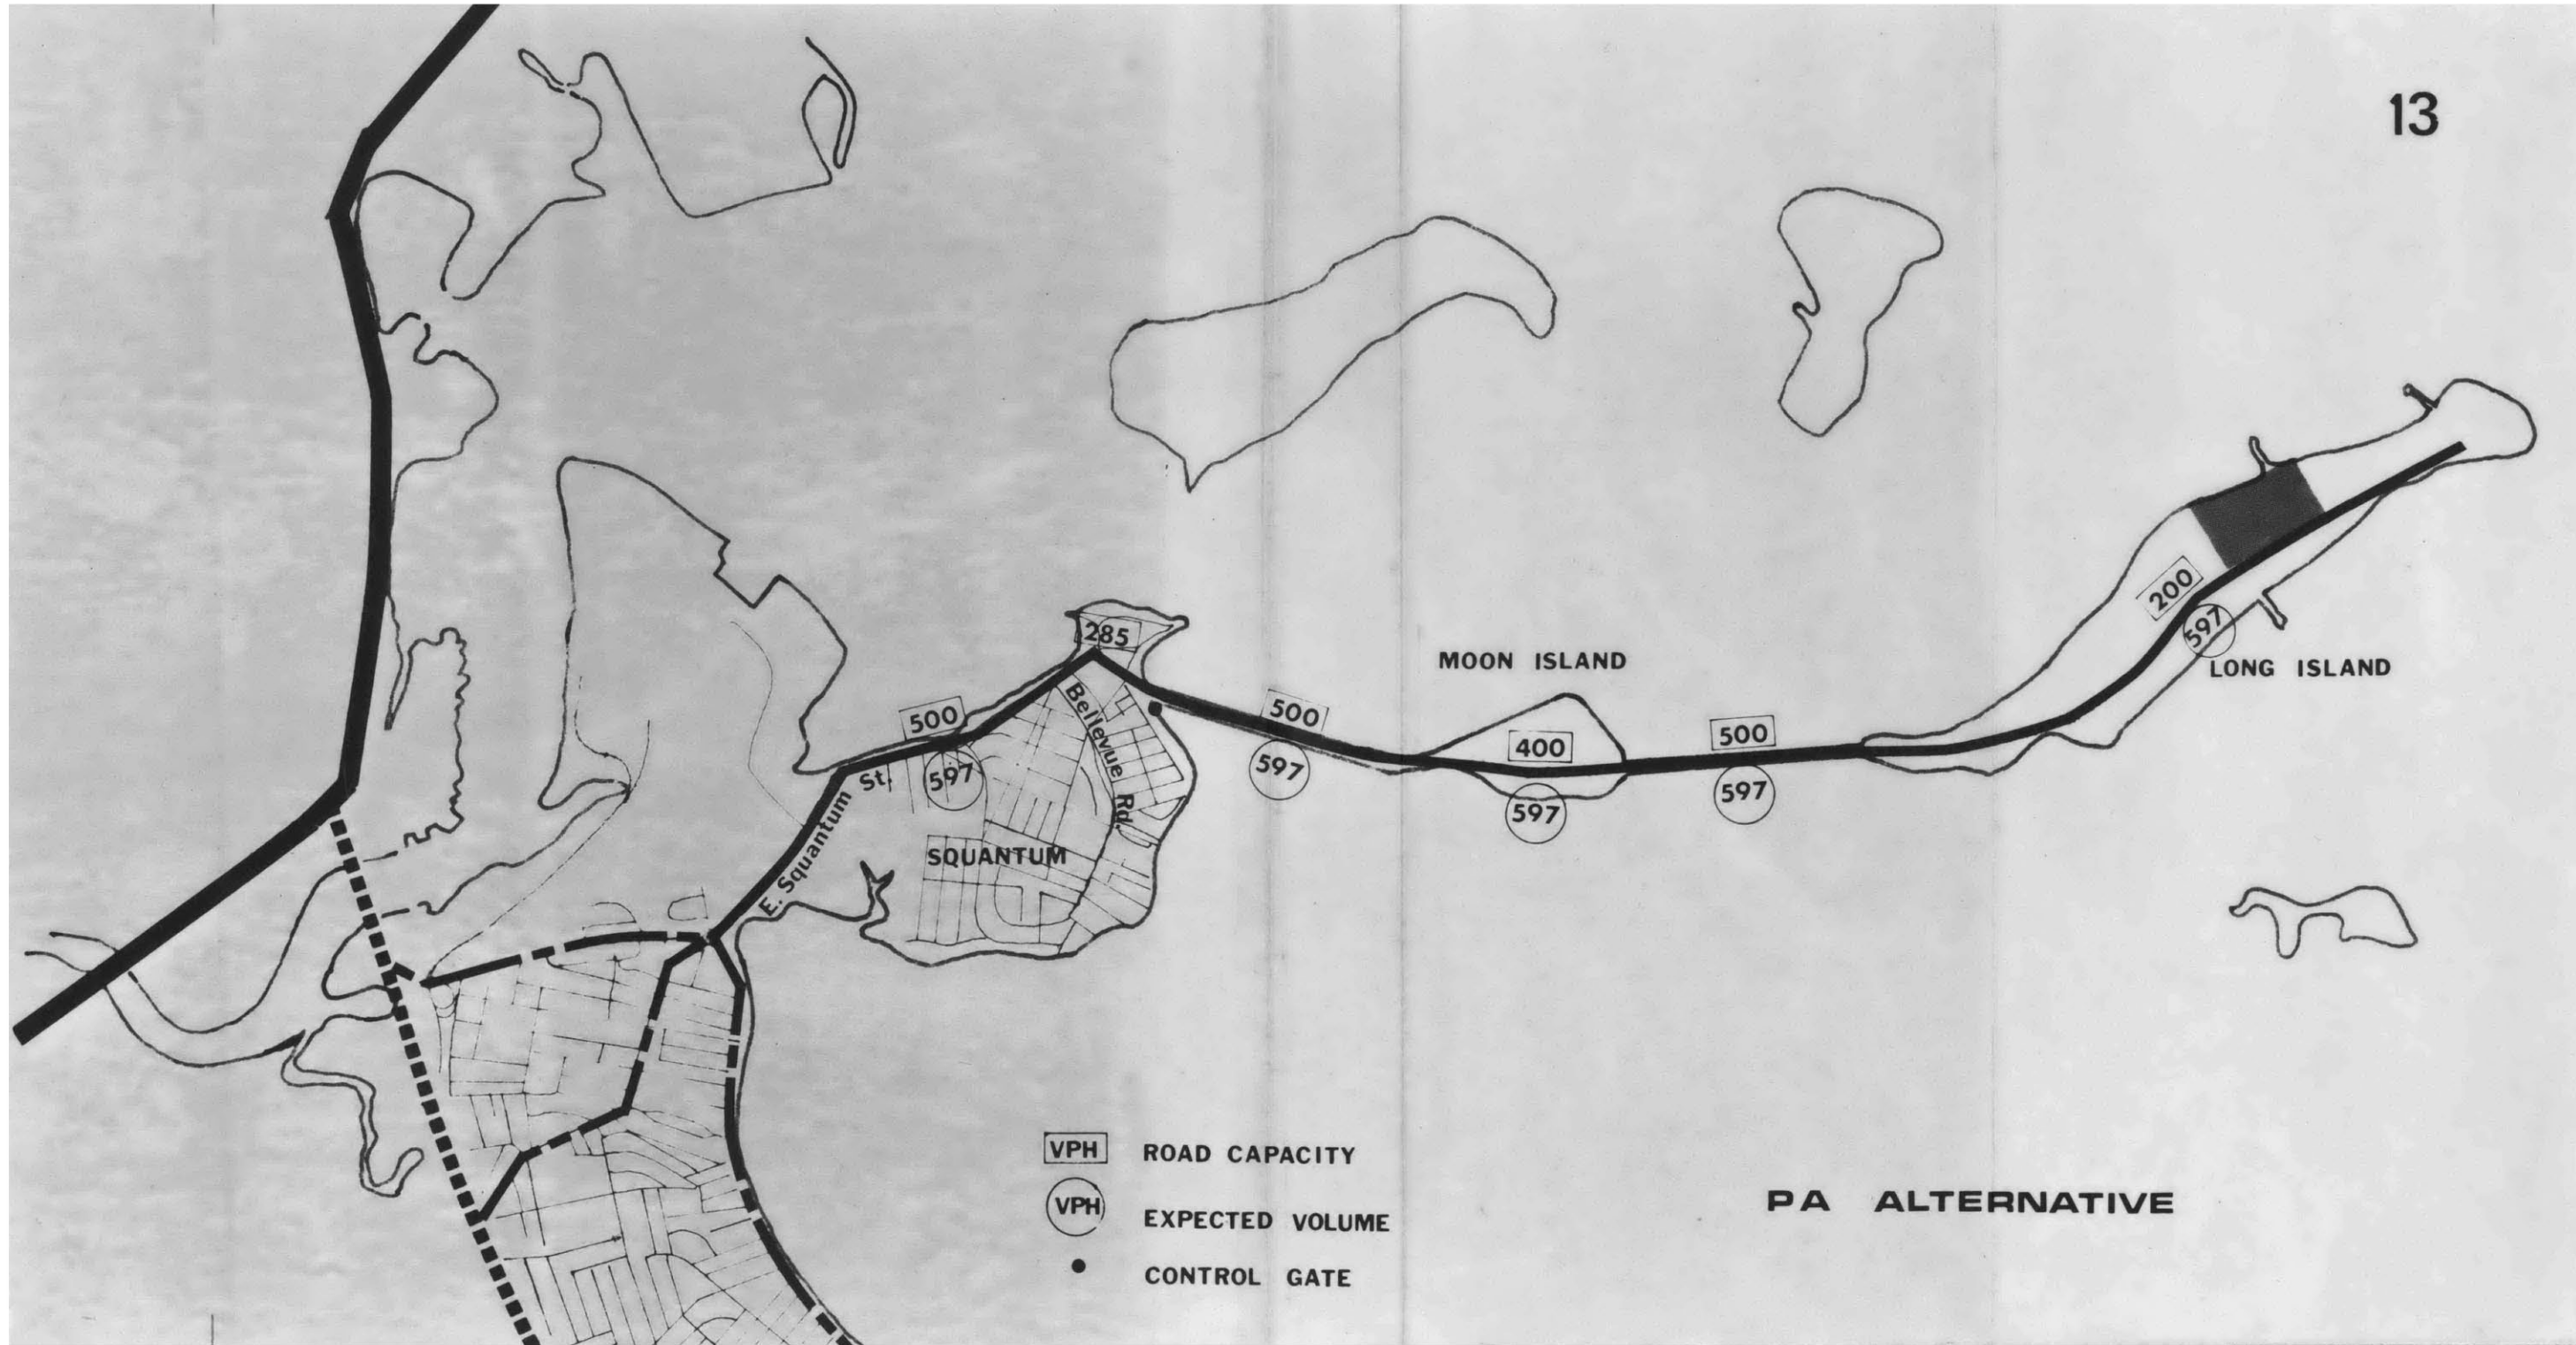 13
285
MOON ISLAND
200
597
LONG ISLAND
500
500
400
500
Bellevue Rd.
597
597
597
597
E. Squantum St.
SQUANTUM
VPH ROAD CAPACITY
VPH EXPECTED VOLUME
CONTROL GATE
PA ALTERNATIVE